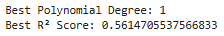 Best Polynomial Degree: 1
Best R² Score: 0.5614705537566833